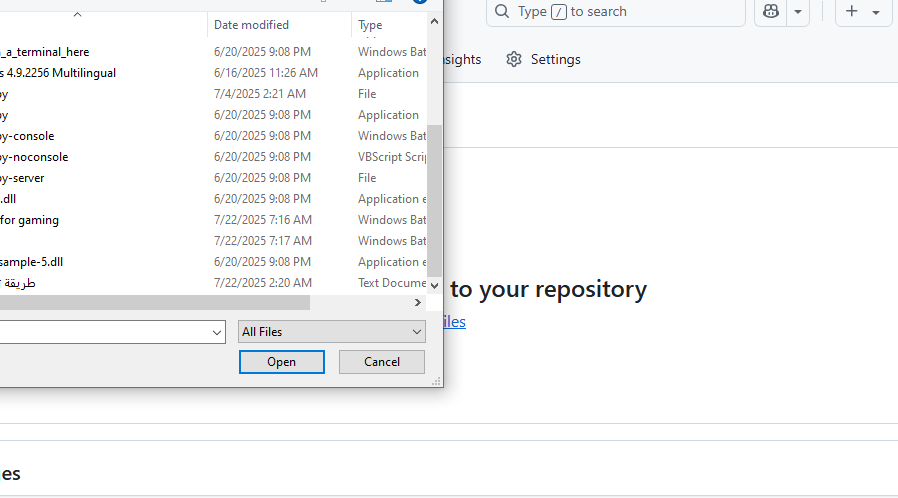 Date modified Type
_a_terminal_here 6/20/2025 9:08 PM Windows Bat
s 4.9.2256 Multilingual 6/16/2025 11:26 AM Application
py 7/4/2025 2:21 AM File
py 6/20/2025 9:08 PM Application
py-console 6/20/2025 9:08 PM Windows Bat
py-noconsole 6/20/2025 9:08 PM VBScript Scrip
py-server 6/20/2025 9:08 PM File
.dll 6/20/2025 9:08 PM Application e
for gaming 7/22/2025 7:16 AM Windows Bat
7/22/2025 7:17 AM Windows Bat
sample-5.dll 6/20/2025 9:08 PM Application e
طريقة 7/22/2025 2:20 AM Text Docume
All Files
Open Cancel
Type / to search
nsights Settings
to your repository
iles
es